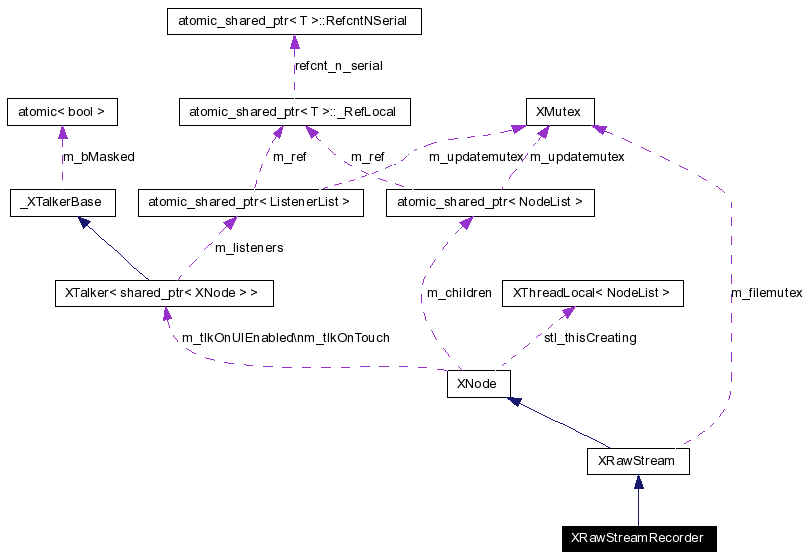 atomic_shared_ptr< T >::RefcntNSerial
refcnt_n_serial
atomic< bool >
atomic_shared_ptr< T >::_RefLocal
XMutex
m_bMasked
m_ref
m_ref
m_updatemutex
m_updatemutex
_XTalkerBase
atomic_shared_ptr< ListenerList >
atomic_shared_ptr< NodeList >
m_listeners
XTalker< shared_ptr< XNode > >
m_children
XThreadLocal< NodeList >
m_filemutex
m_tlkOnUIEnabled\nm_tlkOnTouch
stl_thisCreating
XNode
XRawStream
XRawStreamRecorder